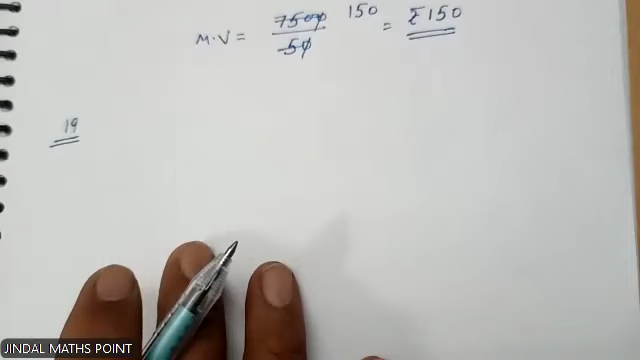 M.V = 7500/50 150 = ₹150
19
JINDAL MATHS POINT